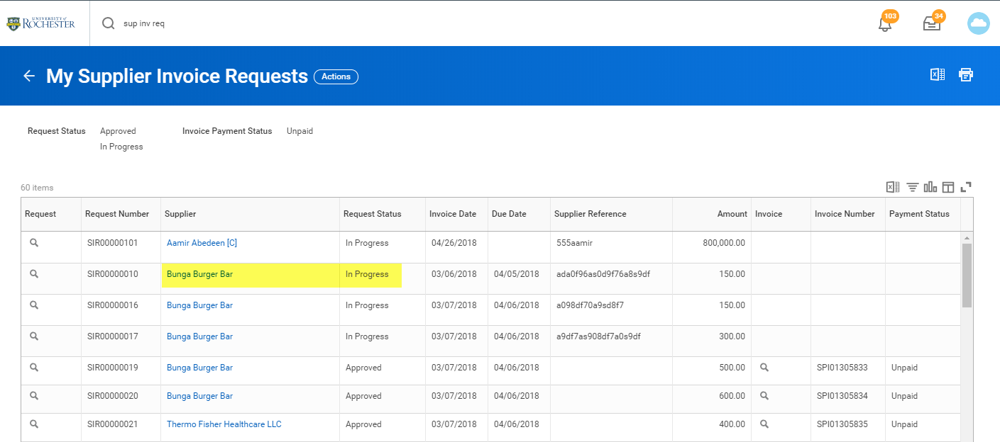 UNIVERSITY of
ROCHESTER
sup inv req
103
34
My Supplier Invoice Requests Actions
Request Status Approved Invoice Payment Status Unpaid
In Progress
60 items
Request Request Number Supplier Request Status Invoice Date Due Date Supplier Reference Amount Invoice Invoice Number Payment Status
SIR00000101 Aamir Abedeen [C] In Progress 04/26/2018 555aamir 800,000.00
SIR00000010 Bunga Burger Bar In Progress 03/06/2018 04/05/2018 ada0f96as0d9f76a8s9df 150.00
SIR00000016 Bunga Burger Bar In Progress 03/07/2018 04/06/2018 a098df70a9sd8f7 150.00
SIR00000017 Bunga Burger Bar In Progress 03/07/2018 04/06/2018 a9df7as908df7a0s9df 300.00
SIR00000019 Bunga Burger Bar Approved 03/07/2018 04/06/2018 500.00 SPI01305833 Unpaid
SIR00000020 Bunga Burger Bar Approved 03/07/2018 04/06/2018 600.00 SPI01305834 Unpaid
SIR00000021 Thermo Fisher Healthcare LLC Approved 03/07/2018 04/06/2018 400.00 SPI01305835 Unpaid